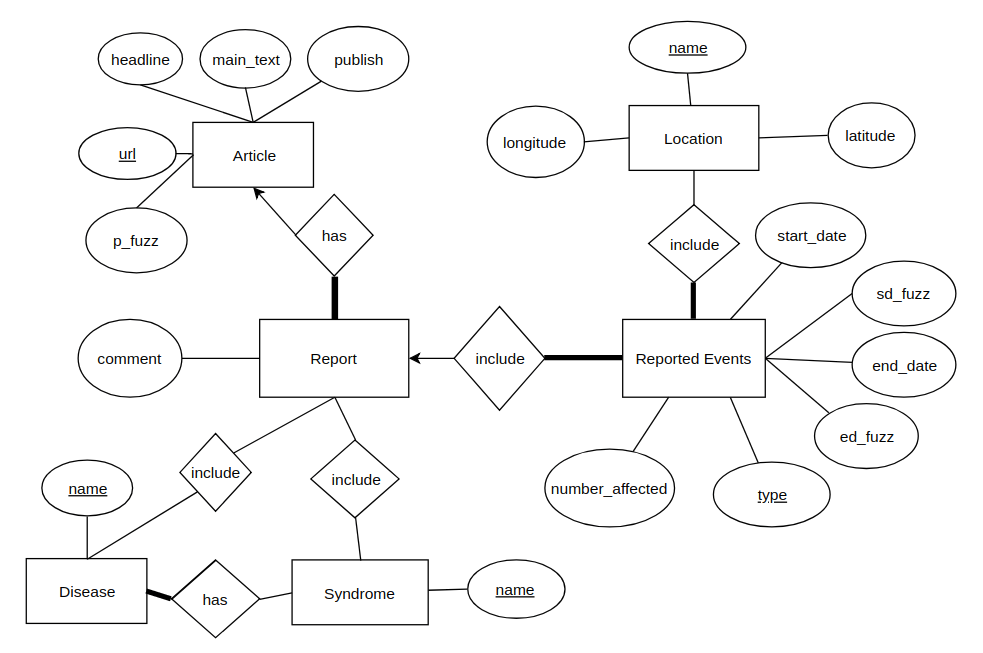 name
headline
main_text
publish
longitude
Location
latitude
url
Article
p_fuzz
has
include
start_date
sd_fuzz
comment
Report
include
Reported Events
end_date
ed_fuzz
include
include
name
number_affected
type
Disease
has
Syndrome
name